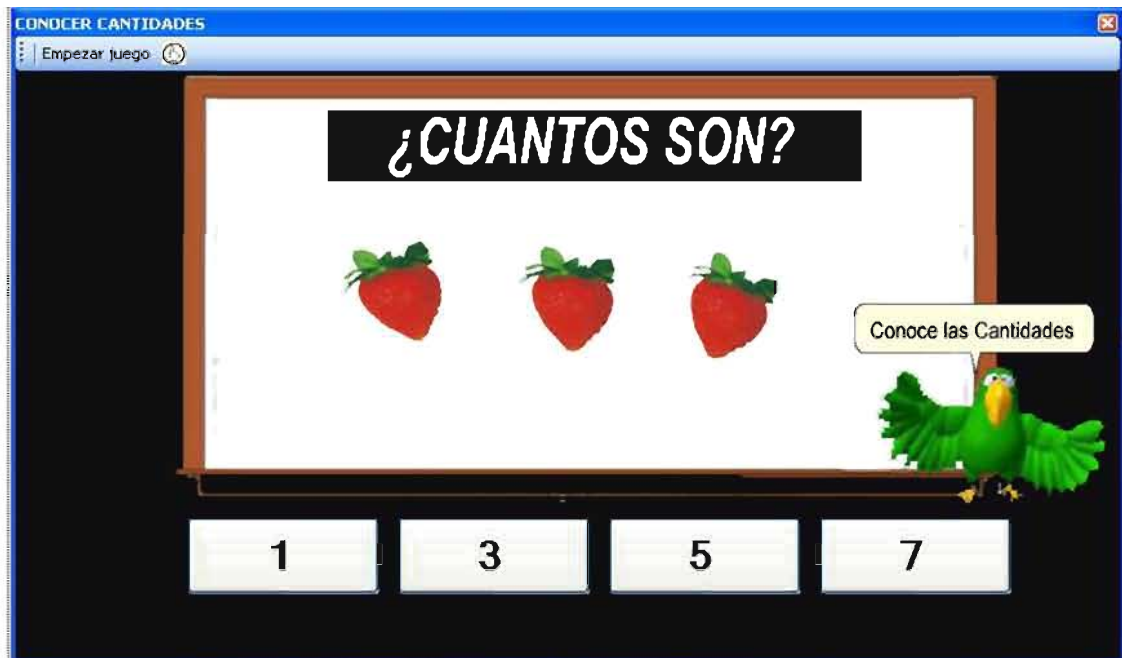 CONOCER CANTIDADES
Empezar juego
¿CUANTOS SON?
Conoce las Cantidades
1 3 5 7